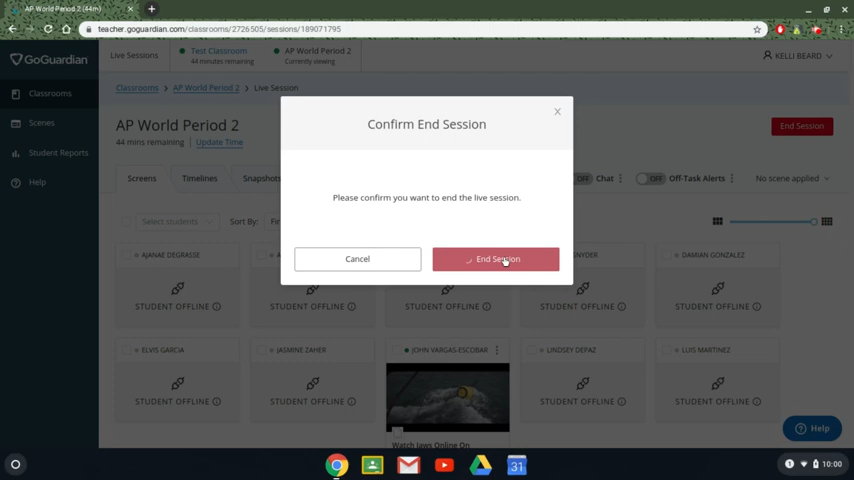 AP World Period 2 (44m)
teacher.goguardian.com/classrooms/2726505/sessions/189071795
GoGuardian
Live Sessions
Test Classroom
44 minutes remaining
AP World Period 2
Currently viewing
KELLI BEARD
Classrooms
Scenes
Student Reports
Help
Classrooms > AP World Period 2 > Live Session
AP World Period 2
44 mins remaining
Update Time
End Session
Screens
Timelines
Snapshots
OFF Chat
OFF Off-Task Alerts
No scene applied
Select students
Sort By:
Confirm End Session
X
Please confirm you want to end the live session.
Cancel
End Session
AJANAE DEGRASSE
STUDENT OFFLINE
STUDENT OFFLINE
STUDENT OFFLINE
SNYDER
STUDENT OFFLINE
DAMIAN GONZALEZ
STUDENT OFFLINE
ELVIS GARCIA
STUDENT OFFLINE
JASMINE ZAHER
STUDENT OFFLINE
JOHN VARGAS-ESCOBAR
Watch Jaws Online On
LINDSEY DEPAZ
STUDENT OFFLINE
LUIS MARTINEZ
STUDENT OFFLINE
Help
31
1
10:00